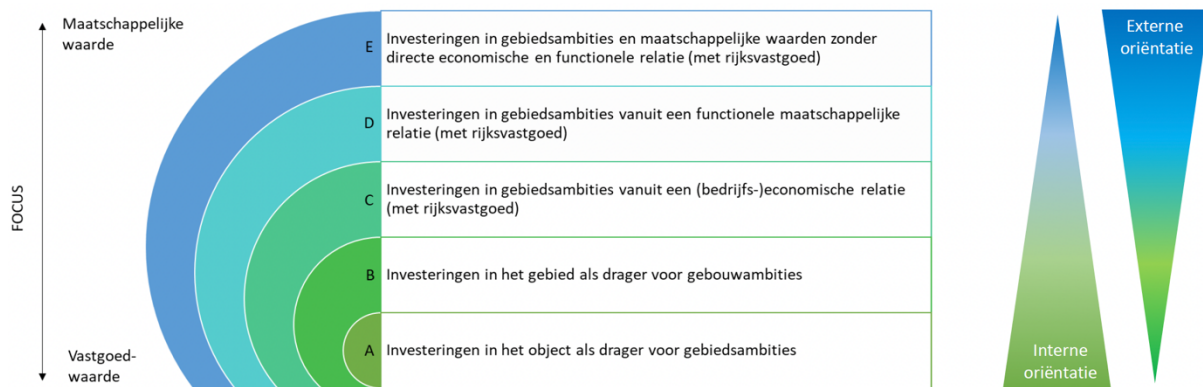 Maatschappelijke
waarde
FOCUS
Vastgoed-
waarde
E
Investeringen in gebiedsambities en maatschappelijke waarden zonder
directe economische en functionele relatie (met rijksvastgoed)
D
Investeringen in gebiedsambities vanuit een functionele maatschappelijke
relatie (met rijksvastgoed)
C
Investeringen in gebiedsambities vanuit een (bedrijfs-)economische relatie
(met rijksvastgoed)
B
Investeringen in het gebied als drager voor gebouwambities
A
Investeringen in het object als drager voor gebiedsambities
Externe
oriëntatie
Interne
oriëntatie